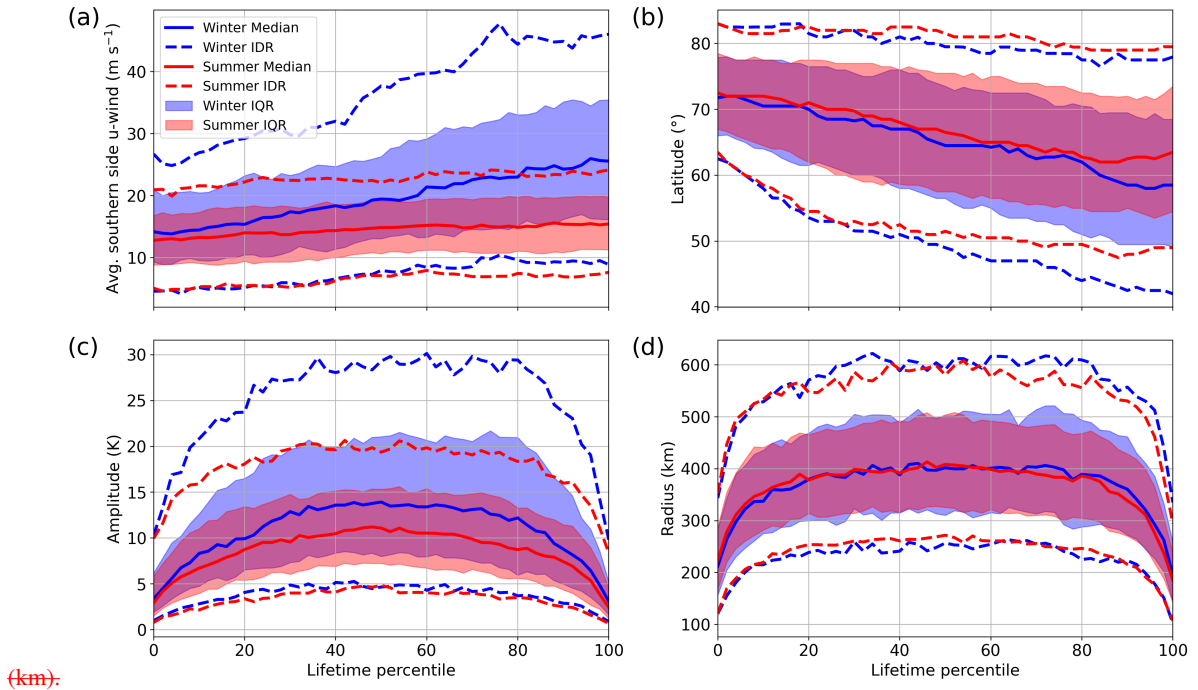 (a)
Avg. southern side u-wind (m s⁻¹)
10
20
30
40
Winter Median
Winter IDR
Summer Median
Summer IDR
Winter IQR
Summer IQR
(b)
Latitude (°)
40
50
60
70
80
(c)
Amplitude (K)
0
5
10
15
20
25
30
0 20 40 60 80 100
Lifetime percentile
(d)
Radius (km)
100
200
300
400
500
600
0 20 40 60 80 100
Lifetime percentile
(km).